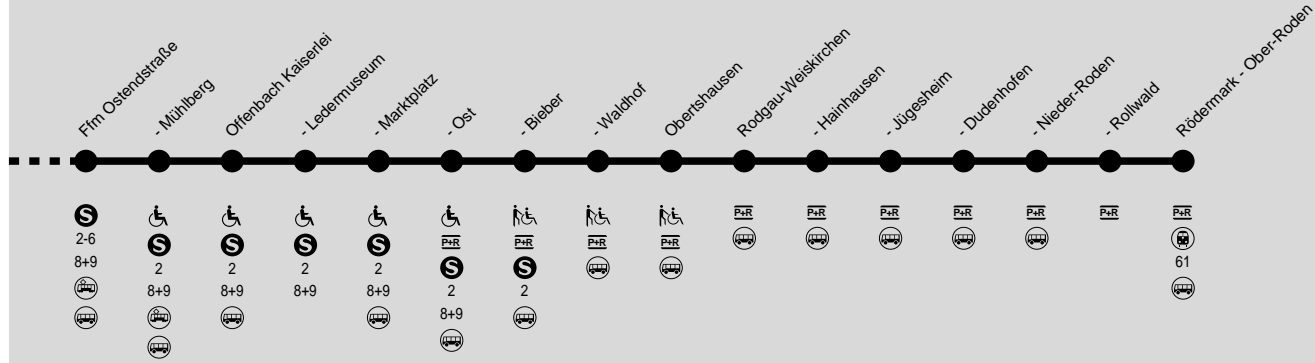 Ffm Ostendstraße
- Mühlberg
Offenbach Kaiserlei
- Ledermuseum
- Marktplatz
- Ost
- Bieber
- Waldhof
Obertshausen
Rodgau-Weiskirchen
- Hainhausen
- Jügesheim
- Dudenhofen
- Nieder-Roden
- Rollwald
Rödermark - Ober-Roden
S
2-6
8+9
S
2
8+9
S
2
8+9
S
2
8+9
S
2
8+9
P+R
S
2
8+9
P+R
S
2
P+R
P+R
P+R
P+R
P+R
P+R
P+R
P+R
P+R
61